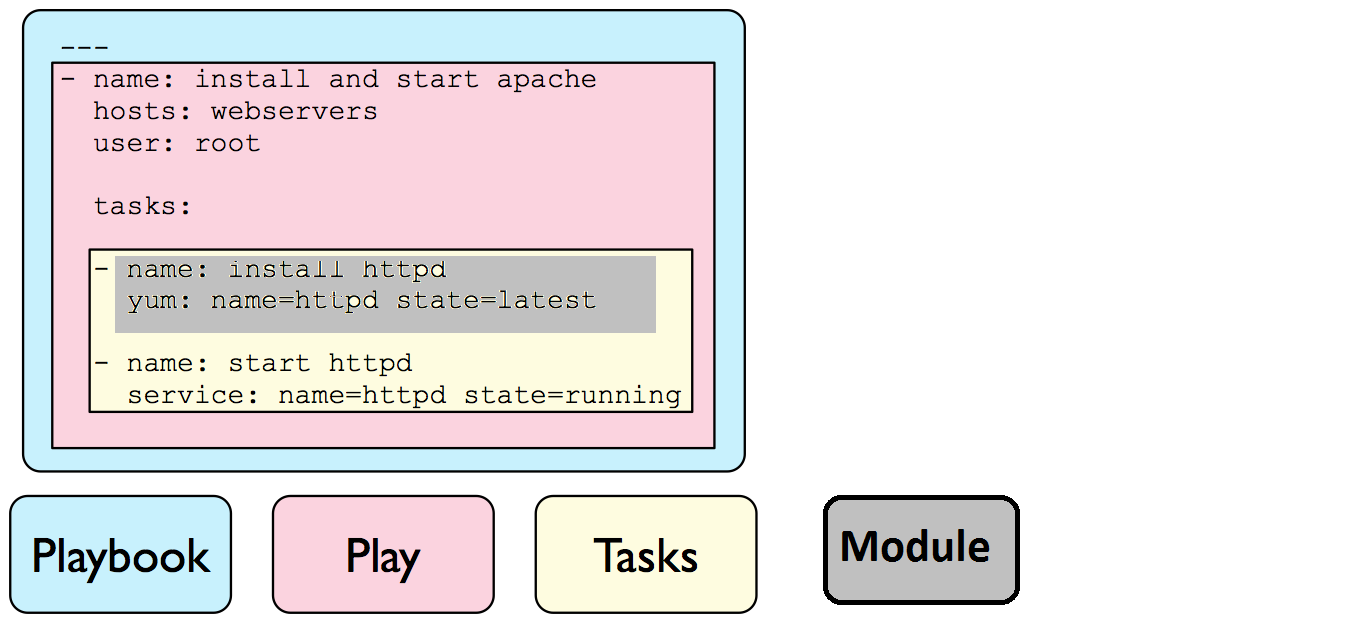 ---
- name: install and start apache
hosts: webservers
user: root
tasks:
- name: install httpd
yum: name=httpd state=latest
- name: start httpd
service: name=httpd state=running
Playbook
Play
Tasks
Module